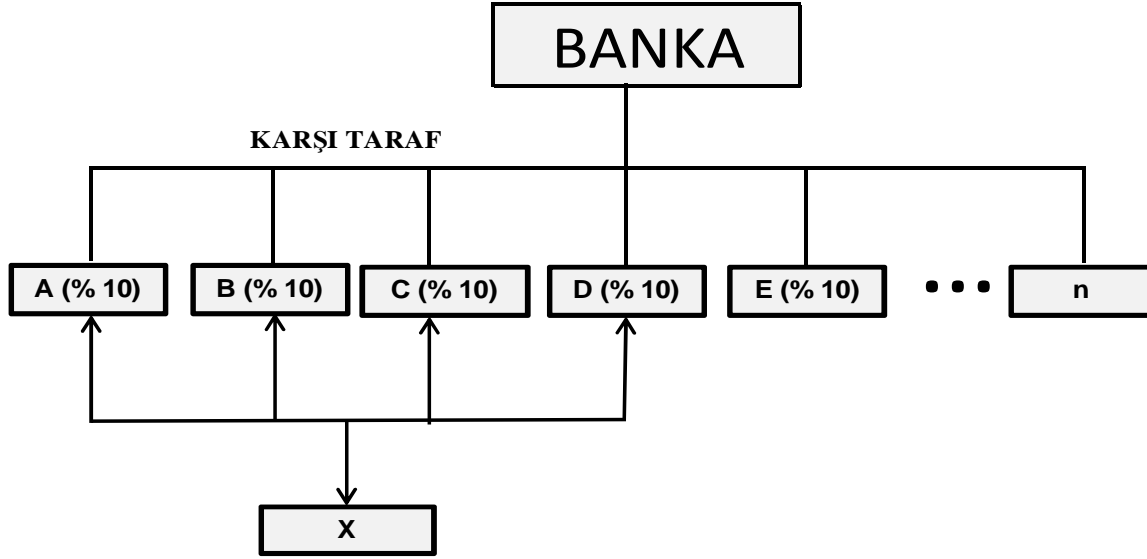 BANKA
KARŞI TARAF
A (% 10)
B (% 10)
C (% 10)
D (% 10)
E (% 10)
• • •
n
X